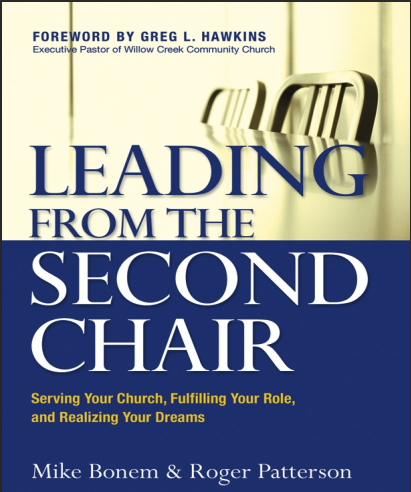 FOREWORD BY GREG L. HAWKINS
Executive Pastor of Willow Creek Community Church
LEADING
FROM THE
SECOND
CHAIR
Serving Your Church, Fulfilling Your Role,
and Realizing Your Dreams
Mike Bonem & Roger Patterson